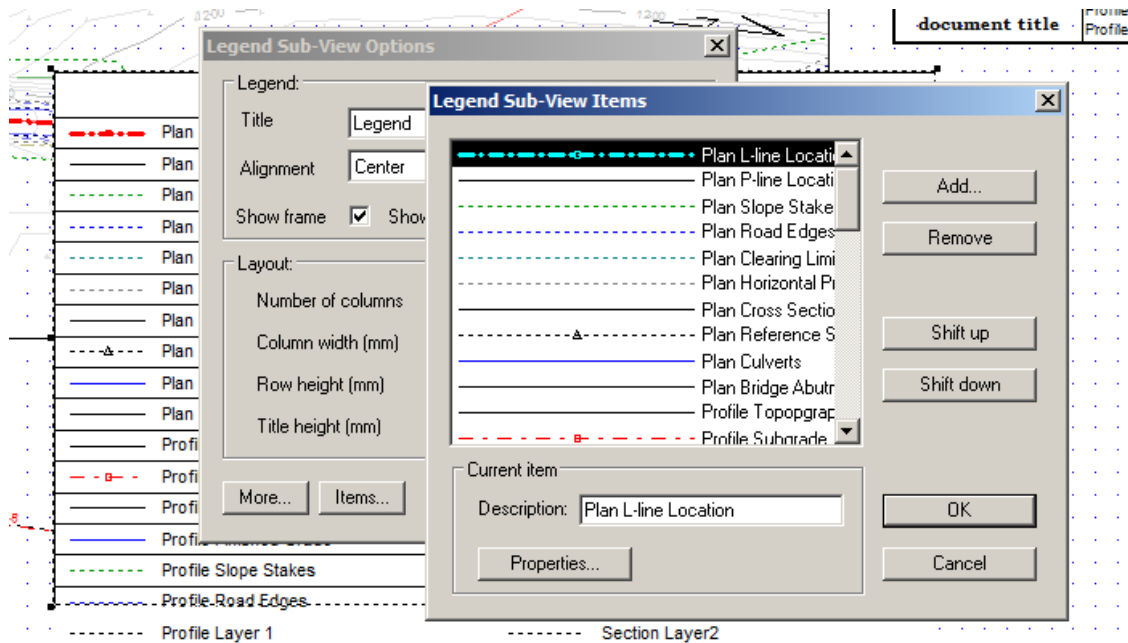 1200
1200
document title
Profile
Profile
Legend Sub-View Options
Legend:
Title
Legend
Alignment
Center
Show frame
Layout:
Number of columns
Column width (mm)
Row height (mm)
Title height (mm)
More...
Items...
Legend Sub-View Items
Plan L-line Locati
Plan P-line Locati
Plan Slope Stake
Plan Road Edges
Plan Clearing Limi
Plan Horizontal
Plan Cross Sectio
Plan Reference S
Plan Culverts
Plan Bridge Abutr
Profile Topopgrap
Profile Subgrade
Add...
Remove
Shift up
Shift down
Current item
Description:
Plan L-line Location
Properties...
OK
Cancel
Plan
Plan
Plan
Plan
Plan
Plan
Plan
Plan
Plan
Plan
Profi
Profi
Profi
Profile Slope Stakes
Profile Road Edges
Profile Layer 1
Section Layer2